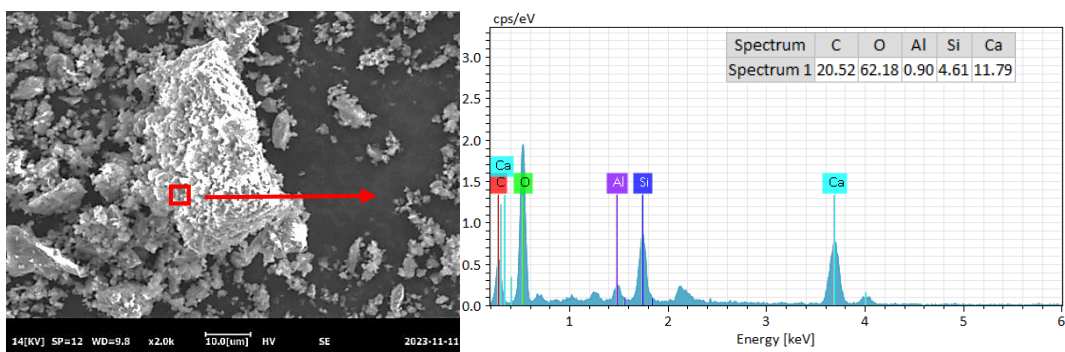 cps/eV
3.0
2.5
2.0
1.5
1.0
0.5
0.0
Spectrum C O Al Si Ca
Spectrum 1 20.52 62.18 0.90 4.61 11.79
Ca
C O Al Si Ca
1 2 3 4 5 6
Energy [keV]
14[KV] SP=12 WD=9.8 x2.0k 10.0[um] HV SE 2023-11-11